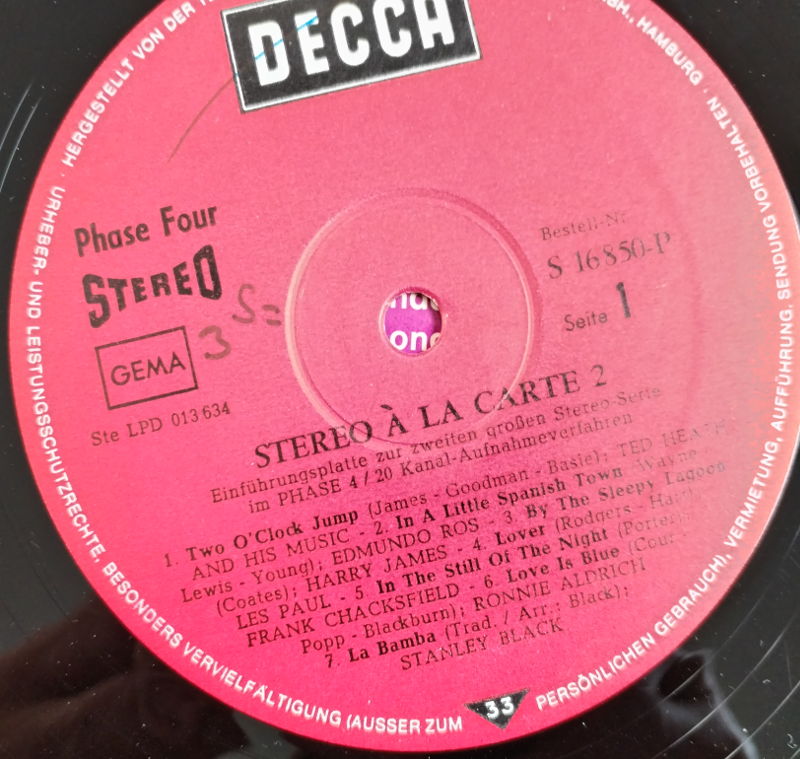 DECCA
HERGESTELLT VON DER
HAMBURG ·
URHEBER- UND LEISTUNGSSCHUTZRECHTE, BESONDERS VERVIELFÄLTIGUNG (AUSSER ZUM
PERSÖNLICHEN GEBRAUCH), VERMIETUNG, AUFFÜHRUNG, SENDUNG VORBEHALTEN ·
Phase Four
STEREO
GEMA
3 S=
Ste LPD 013 634
Bestell-Nr.
S 16 850-P
Seite 1
STEREO À LA CARTE 2
Einführungsplatte zur zweiten großen Stereo-Serie
im PHASE 4 / 20 Kanal-Aufnahmeverfahren
1. Two O'Clock Jump (James - Goodman - Basie); TED HEATH
AND HIS MUSIC - 2. In A Little Spanish Town (Wayne -
Lewis - Young); EDMUNDO ROS - 3. By The Sleepy Lagoon
(Coates); HARRY JAMES - 4. Lover (Rodgers - Hart);
LES PAUL - 5. In The Still Of The Night (Porter);
FRANK CHACKSFIELD - 6. Love Is Blue (Cour -
Popp - Blackburn); RONNIE ALDRICH
7. La Bamba (Trad. / Arr.: Black);
STANLEY BLACK
33